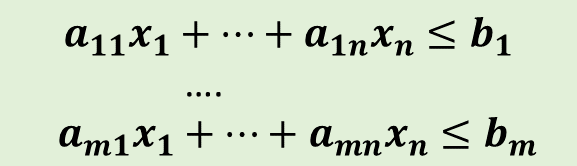 a₁₁x₁ + ⋯ + a₁ₙxₙ ≤ b₁
....
aₘ₁x₁ + ⋯ + aₘₙxₙ ≤ bₘ